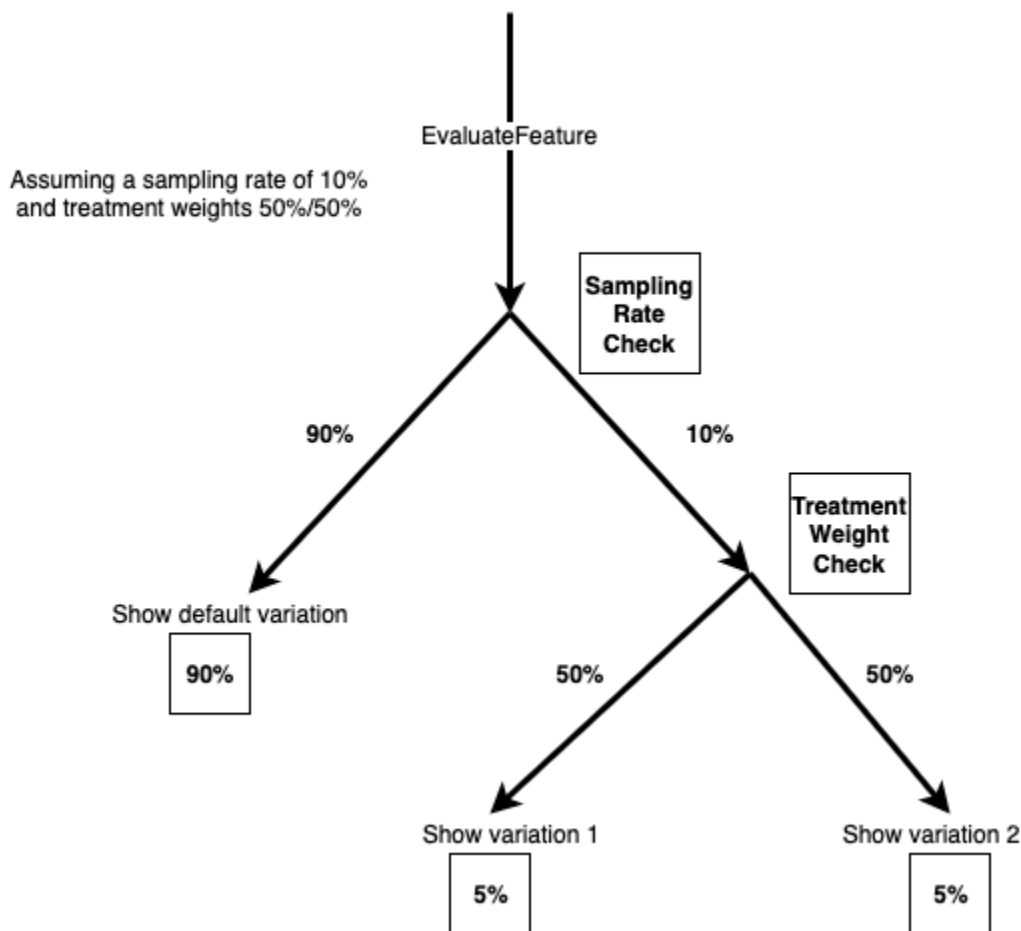 EvaluateFeature
Assuming a sampling rate of 10%
and treatment weights 50%/50%
Sampling
Rate
Check
90%
10%
Treatment
Weight
Check
Show default variation
90%
50%
50%
Show variation 1
Show variation 2
5%
5%